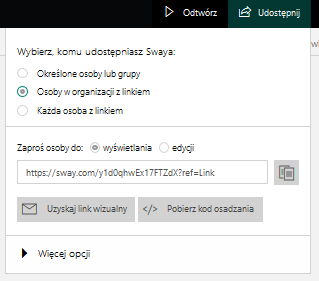 Odtwórz Udostępnij
Wybierz, komu udostępniasz Swaya:
Określone osoby lub grupy
Osoby w organizacji z linkiem
Każda osoba z linkiem
Zaproś osoby do: wyświetlania edycji
https://sway.com/y1d0qhwEx17FTZdX?ref=Link
Uzyskaj link wizualny </> Pobierz kod osadzania
Więcej opcji